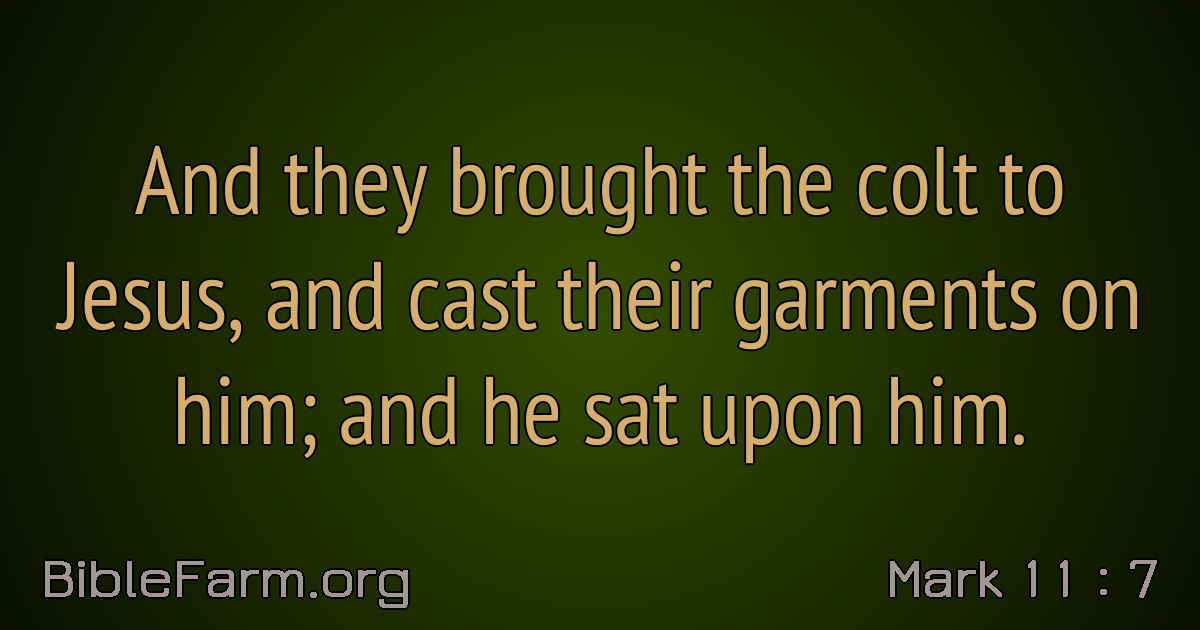 And they brought the colt to
Jesus, and cast their garments on
him; and he sat upon him.
BibleFarm.org
Mark 11 : 7